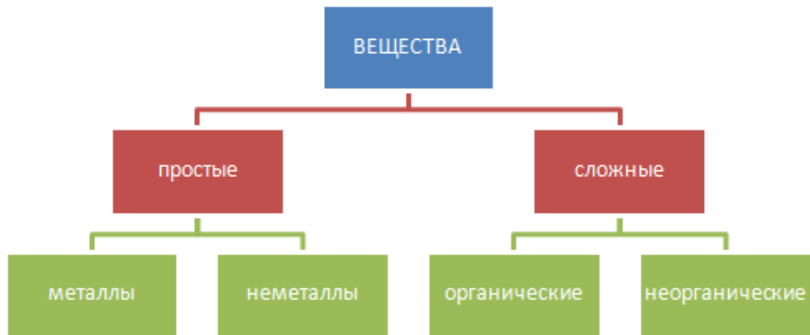 ВЕЩЕСТВА
простые
сложные
металлы
неметаллы
органические
неорганические